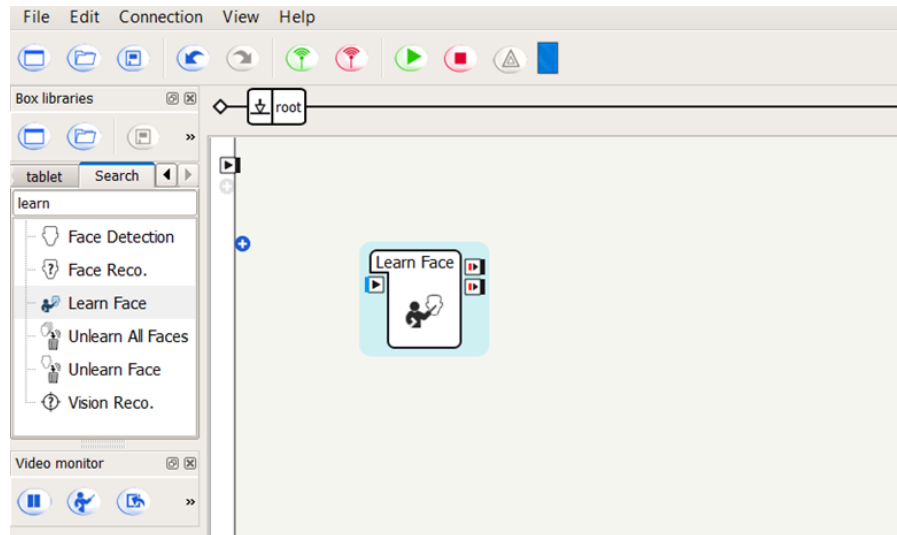 File Edit Connection View Help
Box libraries
root
»
tablet Search
learn
Face Detection
Face Reco.
Learn Face
Unlearn All Faces
Unlearn Face
Vision Reco.
Learn Face
Video monitor
»